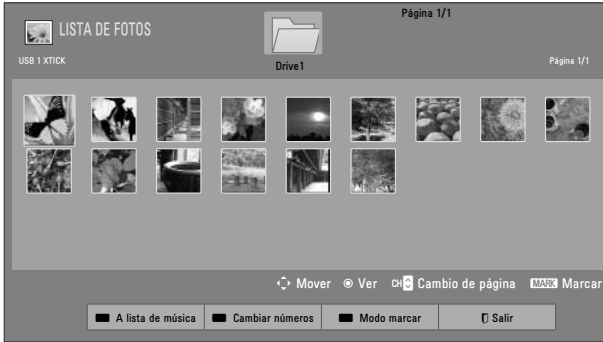 Página 1/1
LISTA DE FOTOS
USB 1 XTICK
Drive1
Página 1/1
Mover Ver CH Cambio de página MARK Marcar
A lista de música Cambiar números Modo marcar Salir